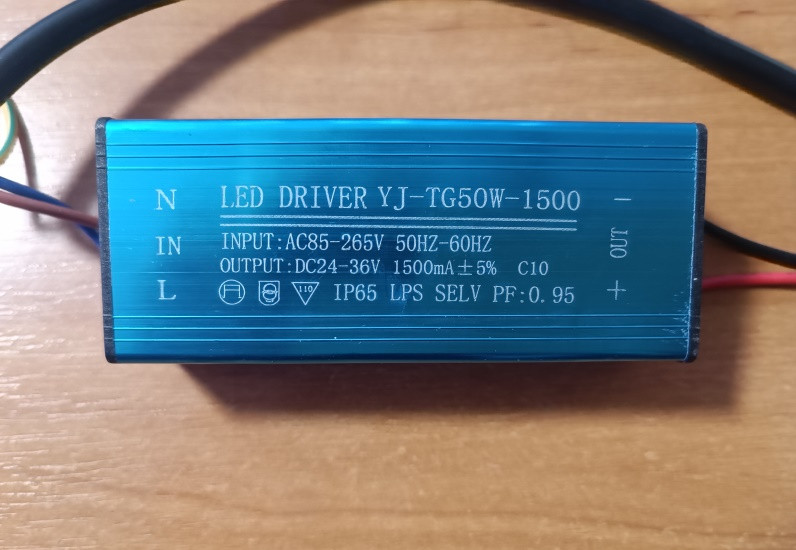 N
IN
L
LED DRIVER YJ-TG50W-1500
INPUT:AC85-265V 50HZ-60HZ
OUTPUT:DC24-36V 1500mA±5% C10
110 IP65 LPS SELV PF:0.95
−
OUT
+